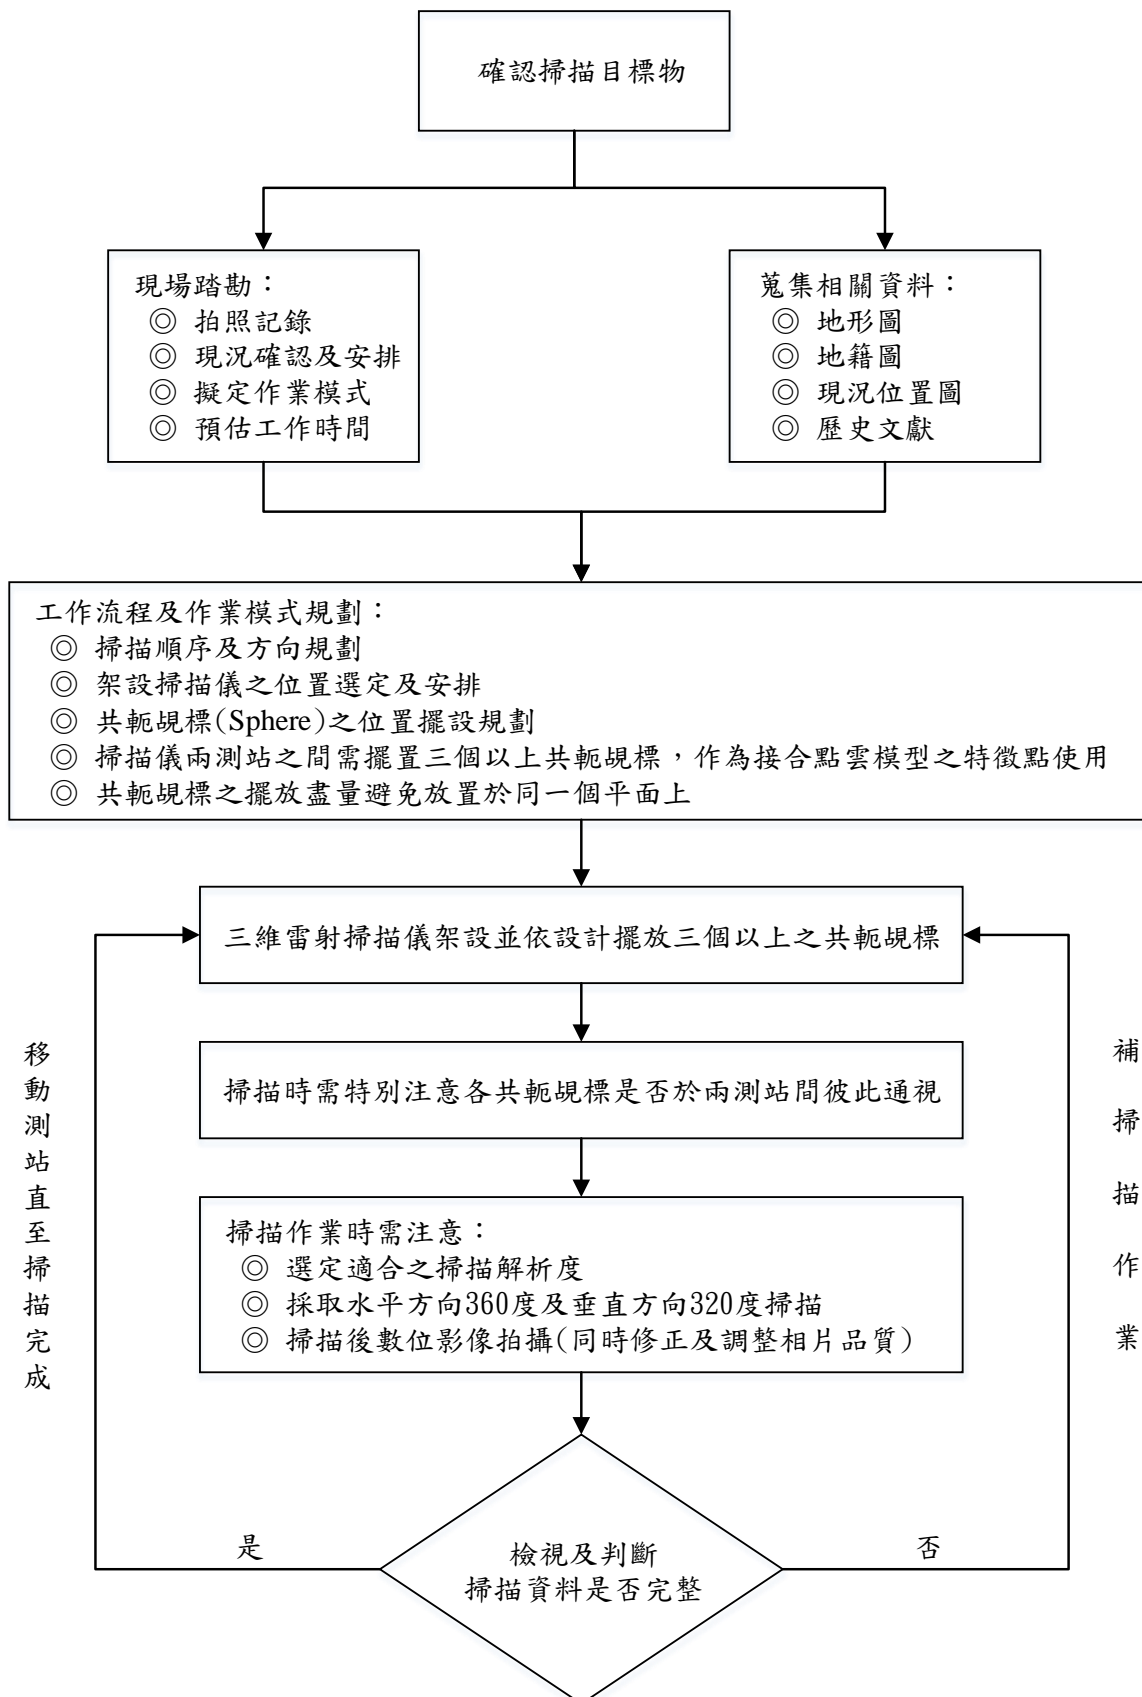 確認掃描目標物
現場踏勘：
◎ 拍照記錄
◎ 現況確認及安排
◎ 擬定作業模式
◎ 預估工作時間
蒐集相關資料：
◎ 地形圖
◎ 地籍圖
◎ 現況位置圖
◎ 歷史文獻
工作流程及作業模式規劃：
◎ 掃描順序及方向規劃
◎ 架設掃描儀之位置選定及安排
◎ 共軛覘標(Sphere)之位置擺設規劃
◎ 掃描儀兩測站之間需擺置三個以上共軛覘標，作為接合點雲模型之特徵點使用
◎ 共軛覘標之擺放盡量避免放置於同一個平面上
三維雷射掃描儀架設並依設計擺放三個以上之共軛覘標
掃描時需特別注意各共軛覘標是否於兩測站間彼此通視
掃描作業時需注意：
◎ 選定適合之掃描解析度
◎ 採取水平方向360度及垂直方向320度掃描
◎ 掃描後數位影像拍攝(同時修正及調整相片品質)
移動測站直至掃描完成
補掃描作業
是
檢視及判斷
掃描資料是否完整
否